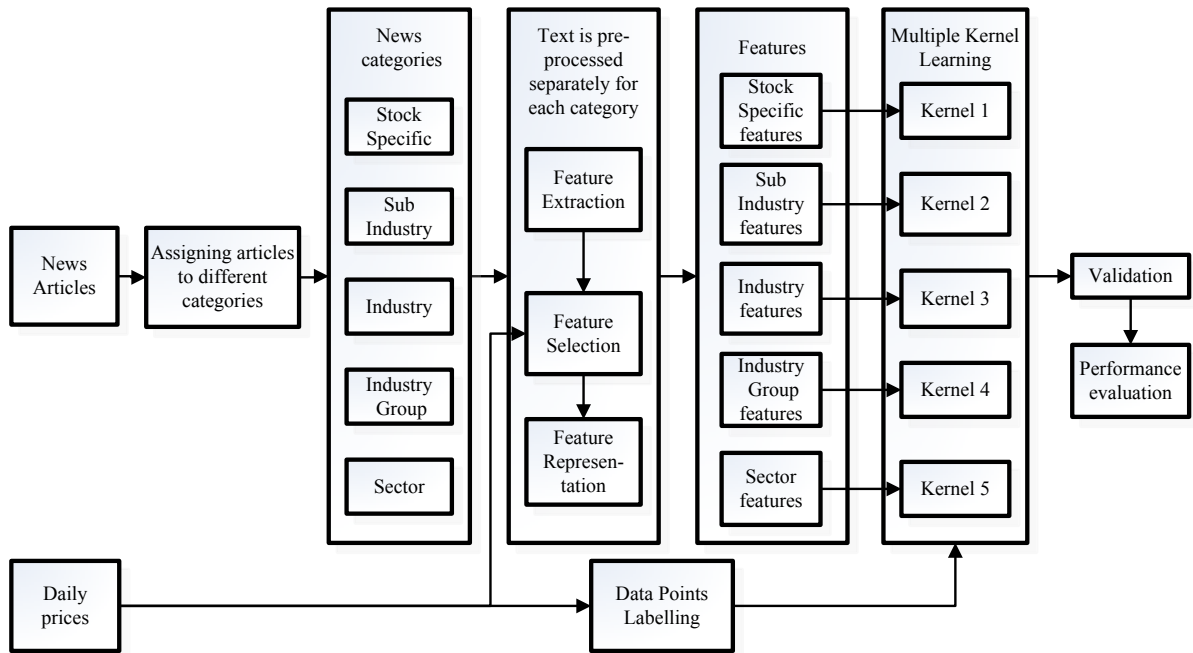 News
Articles
Assigning articles
to different
categories
News
categories
Stock
Specific
Sub
Industry
Industry
Industry
Group
Sector
Text is pre-
processed
separately for
each category
Feature
Extraction
Feature
Selection
Feature
Represen-
tation
Features
Stock
Specific
features
Sub
Industry
features
Industry
features
Industry
Group
features
Sector
features
Multiple Kernel
Learning
Kernel 1
Kernel 2
Kernel 3
Kernel 4
Kernel 5
Validation
Performance
evaluation
Daily
prices
Data Points
Labelling